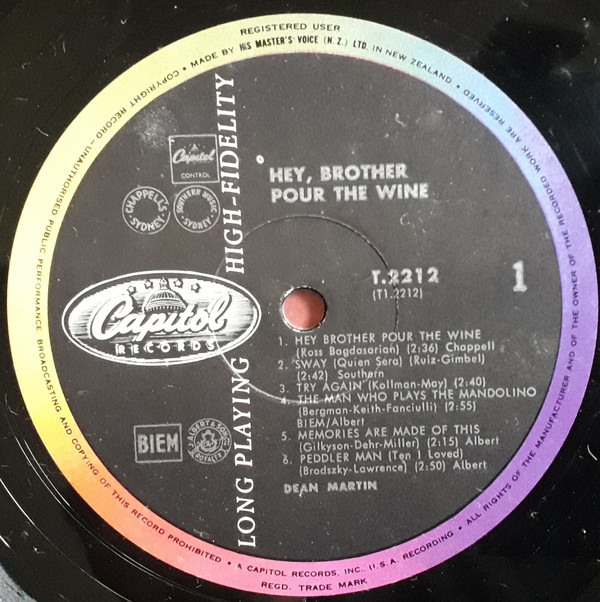 REGISTERED USER
COPYRIGHT RECORD—UNAUTHORISED PUBLIC PERFORMANCE BROADCASTING AND COPYING OF THIS RECORD PROHIBITED • MADE BY HIS MASTER'S VOICE (N.Z.) LTD. IN NEW ZEALAND •
ALL RIGHTS OF THE MANUFACTURER AND OF THE OWNER OF THE RECORDED WORK ARE RESERVED
• A CAPITOL RECORDS, INC., U.S.A. RECORDING •
REGD. TRADE MARK
LONG PLAYING HIGH-FIDELITY
Capitol
CONTROL
CHAPPELLS
SYDNEY
SOUTHERN MUSIC
SYDNEY
Capitol
RECORDS
BIEM
ALBERT & SON
ROYALTY
HEY, BROTHER
POUR THE WINE
T.2212
(T1.2212)
1
1. HEY BROTHER POUR THE WINE
(Ross Bagdasarian) (2:36) Chappell
2. SWAY (Quien Sera) (Ruiz-Gimbel)
(2:42) Southern
3. TRY AGAIN (Kollman-May) (2:40)
4. THE MAN WHO PLAYS THE MANDOLINO
(Bergman-Keith-Fanciulli) (2:55)
BIEM/Albert
5. MEMORIES ARE MADE OF THIS
(Gilkyson-Dehr-Miller) (2:15) Albert
6. PEDDLER MAN (Ten I Loved)
(Brodszky-Lawrence) (2:50) Albert
DEAN MARTIN